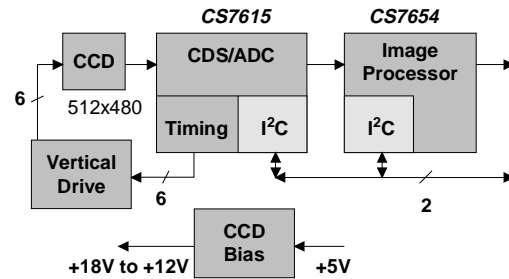 CS7615
CS7654
CCD
CDS/ADC
Image
Processor
6
512x480
Timing
I²C
I²C
Vertical
Drive
6
2
CCD
Bias
+18V to +12V
+5V